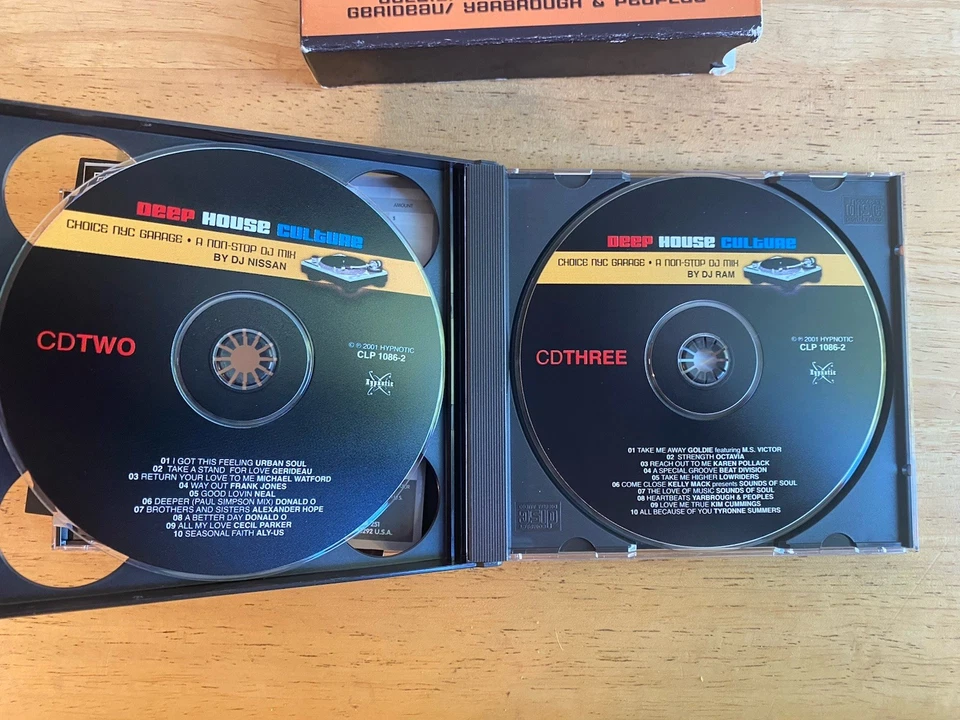 GERIDEAU/ YARBROUGH & PEOPLES
DEEP HOUSE CULTURE
CHOICE NYC GARAGE • A NON-STOP DJ MIX
BY DJ NISSAN
CDTWO
© ℗ 2001 HYPNOTIC
CLP 1086-2
Hypnotic
01 I GOT THIS FEELING URBAN SOUL
02 TAKE A STAND FOR LOVE GERIDEAU
03 RETURN YOUR LOVE TO ME MICHAEL WATFORD
04 WAY OUT FRANK JONES
05 GOOD LOVIN NEAL
06 DEEPER (PAUL SIMPSON MIX) DONALD O
07 BROTHERS AND SISTERS ALEXANDER HOPE
08 A BETTER DAY DONALD O
09 ALL MY LOVE CECIL PARKER
10 SEASONAL FAITH ALY-US
AMOUNT
$
251
292 U.S.A.
DEEP HOUSE CULTURE
CHOICE NYC GARAGE • A NON-STOP DJ MIX
BY DJ RAM
CDTHREE
© ℗ 2001 HYPNOTIC
CLP 1086-2
Hypnotic
01 TAKE ME AWAY GOLDIE featuring M.S. VICTOR
02 STRENGTH OCTAVIA
03 REACH OUT TO ME KAREN POLLACK
04 A SPECIAL GROOVE BEAT DIVISION
05 TAKE ME HIGHER LOWRIDERS
06 COME CLOSE KELLY MACK presents SOUNDS OF SOUL
07 THE LOVE OF MUSIC SOUNDS OF SOUL
08 HEARTBEATS YARBROUGH & PEOPLES
09 LOVE ME TRUE KIM CUMMINGS
10 ALL BECAUSE OF YOU TYRONNE SUMMERS